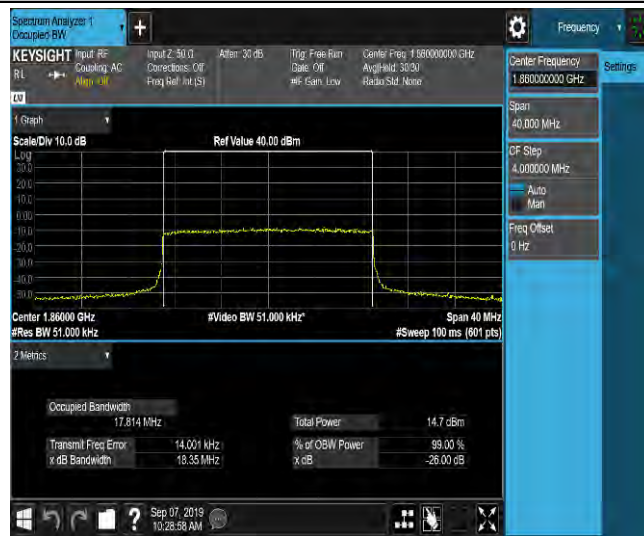 Spectrum Analyzer 1
Occupied BW
+
Frequency
KEYSIGHT Input: RF Input Z: 50 Ω Atten: 30 dB Trig: Free Run Center Freq: 1.860000000 GHz
RL Coupling: AC Corrections: Off Gate: Off Avg|Hold: 30/30
Align: Off Freq Ref: Int (S) #IF Gain: Low Radio Std: None
LU
Center Frequency
1.860000000 GHz
Settings
Span
40.000 MHz
CF Step
4.000000 MHz
Auto
Man
Freq Offset
0 Hz
1 Graph
Scale/Div 10.0 dB Ref Value 40.00 dBm
Log
30.0
20.0
10.0
0.00
-10.0
-20.0
-30.0
-40.0
-50.0
Center 1.86000 GHz #Video BW 51.000 kHz* Span 40 MHz
#Res BW 51.000 kHz #Sweep 100 ms (601 pts)
2 Metrics
Occupied Bandwidth
17.814 MHz Total Power 14.7 dBm
Transmit Freq Error 14.001 kHz % of OBW Power 99.00 %
x dB Bandwidth 18.35 MHz x dB -26.00 dB
? Sep 07, 2019
10:28:58 AM